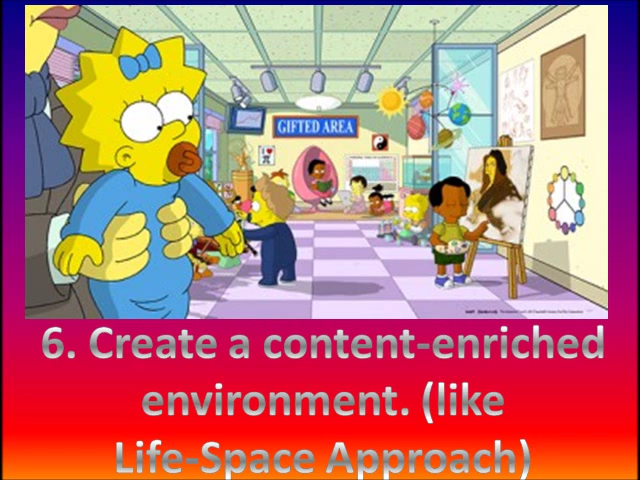 GIFTED AREA
I ♥ π
6. Create a content-enriched
environment. (like
Life-Space Approach)